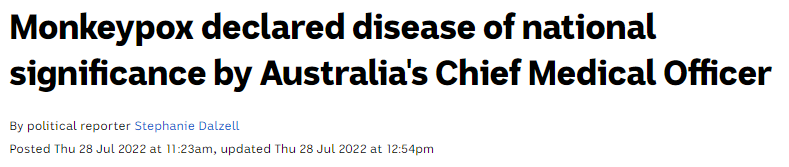 Monkeypox declared disease of national
significance by Australia's Chief Medical Officer
By political reporter Stephanie Dalzell
Posted Thu 28 Jul 2022 at 11:23am, updated Thu 28 Jul 2022 at 12:54pm